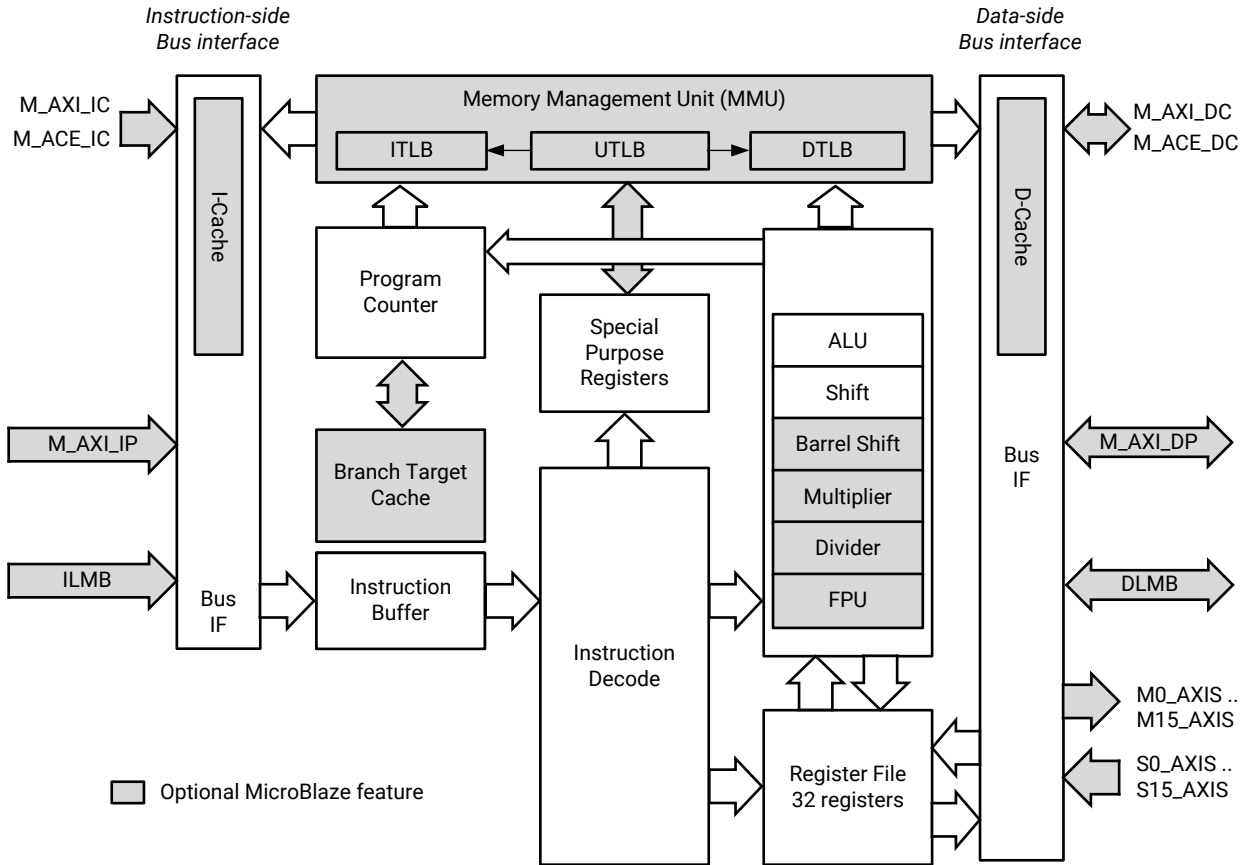 Instruction-side
Bus interface
Data-side
Bus interface
M_AXI_IC
M_ACE_IC
Memory Management Unit (MMU)
ITLB
UTLB
DTLB
M_AXI_DC
M_ACE_DC
I-Cache
D-Cache
Program
Counter
Special
Purpose
Registers
ALU
Shift
Barrel Shift
Multiplier
Divider
FPU
M_AXI_IP
Branch Target
Cache
Bus
IF
M_AXI_DP
ILMB
Bus
IF
Instruction
Buffer
DLMB
Instruction
Decode
M0_AXIS ..
M15_AXIS
Register File
32 registers
S0_AXIS ..
S15_AXIS
Optional MicroBlaze feature